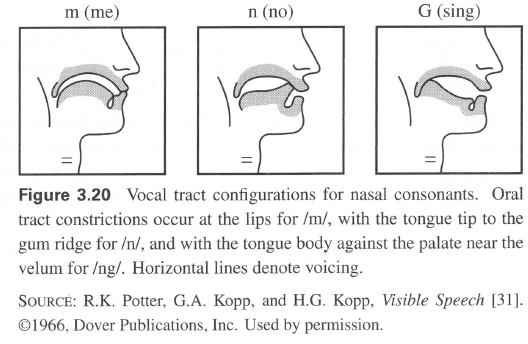 m (me) n (no) G (sing)
= = =
Figure 3.20 Vocal tract configurations for nasal consonants. Oral
tract constrictions occur at the lips for /m/, with the tongue tip to the
gum ridge for /n/, and with the tongue body against the palate near the
velum for /ng/. Horizontal lines denote voicing.
SOURCE: R.K. Potter, G.A. Kopp, and H.G. Kopp, Visible Speech [31].
©1966, Dover Publications, Inc. Used by permission.